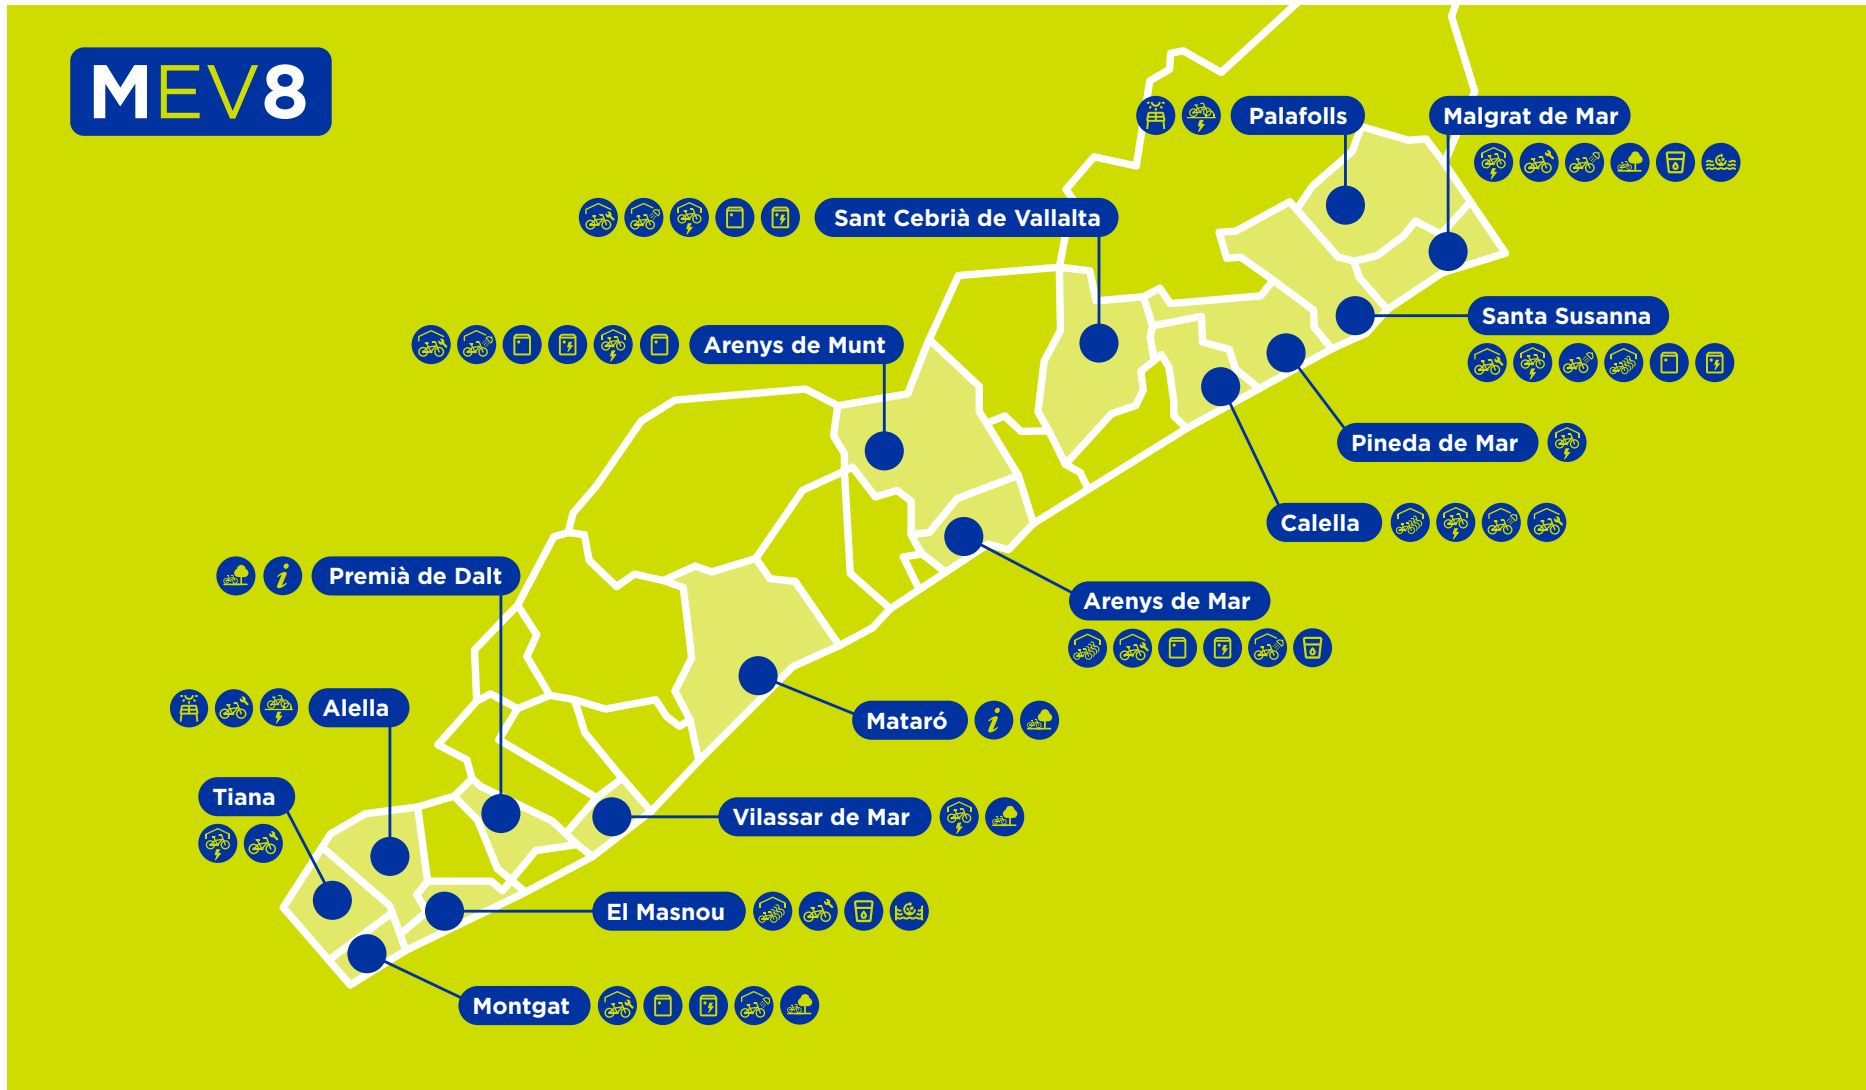 MEV8
Palafolls
Malgrat de Mar
Sant Cebrià de Vallalta
Santa Susanna
Arenys de Munt
Pineda de Mar
Calella
Premià de Dalt
i
Arenys de Mar
Alella
Mataró
i
Tiana
Vilassar de Mar
El Masnou
Montgat